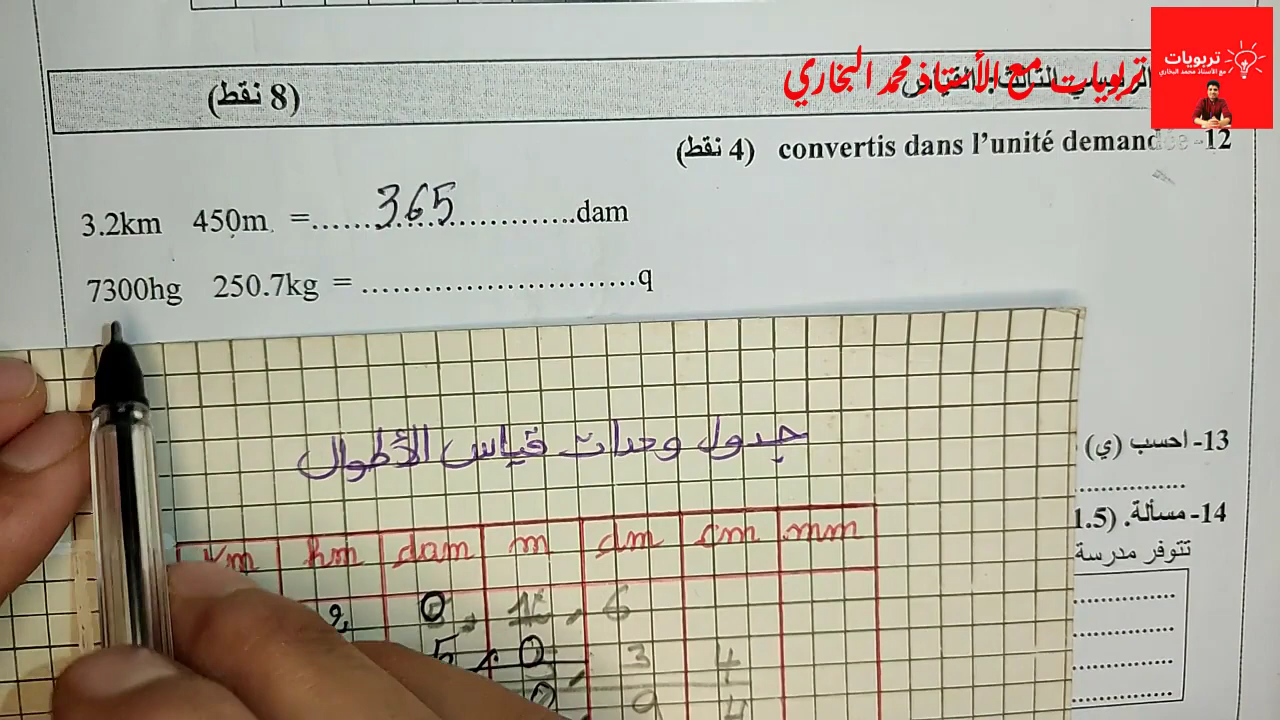 تربويات مع الأستاذ محمد البخاري
تربويات
مع الأستاذ محمد البخاري
(8 نقط)
12- convertis dans l'unité demandée (4 نقط)
3.2km 450m =......365..................dam
7300hg 250.7kg = ..............................q
جدول وحدات قياس الأطوال
km hm dam m dm cm mm
13- احسب (ي)
14- مسألة. (1.5
تتوفر مدرسة